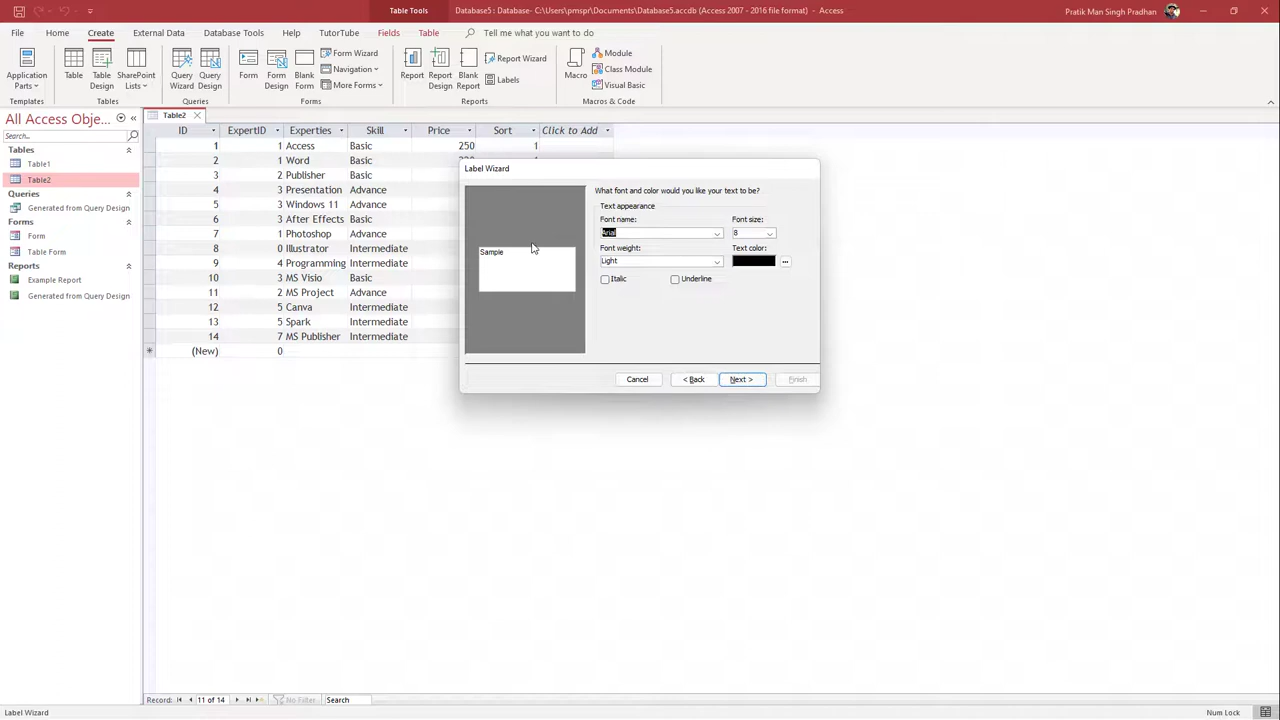 Table Tools
Database5 : Database- C:\Users\pmspr\Documents\Database5.accdb (Access 2007 - 2016 file format) - Access
Pratik Man Singh Pradhan
File Home Create External Data Database Tools Help TutorTube Fields Table Tell me what you want to do
Application Parts
Templates
Table
Table Design
SharePoint Lists
Tables
Query Wizard
Query Design
Queries
Form
Form Design
Blank Form
Form Wizard
Navigation
More Forms
Forms
Report
Report Design
Blank Report
Report Wizard
Labels
Reports
Macro
Module
Class Module
Visual Basic
Macros & Code
All Access Obje...
Search...
Tables
Table1
Table2
Queries
Generated from Query Design
Forms
Form
Table Form
Reports
Example Report
Generated from Query Design
Table2
ID ExpertID Experties Skill Price Sort Click to Add
1 1 Access Basic 250 1
2 1 Word Basic
3 2 Publisher Basic
4 3 Presentation Advance
5 3 Windows 11 Advance
6 3 After Effects Basic
7 1 Photoshop Advance
8 0 Illustrator Intermediate
9 4 Programming Intermediate
10 3 MS Visio Basic
11 2 MS Project Advance
12 5 Canva Intermediate
13 5 Spark Intermediate
14 7 MS Publisher Intermediate
(New) 0
Label Wizard
Sample
What font and color would you like your text to be?
Text appearance
Font name: Font size:
Arial 8
Font weight: Text color:
Light ...
Italic Underline
Cancel < Back Next > Finish
Record: 11 of 14 No Filter Search
Label Wizard
Num Lock